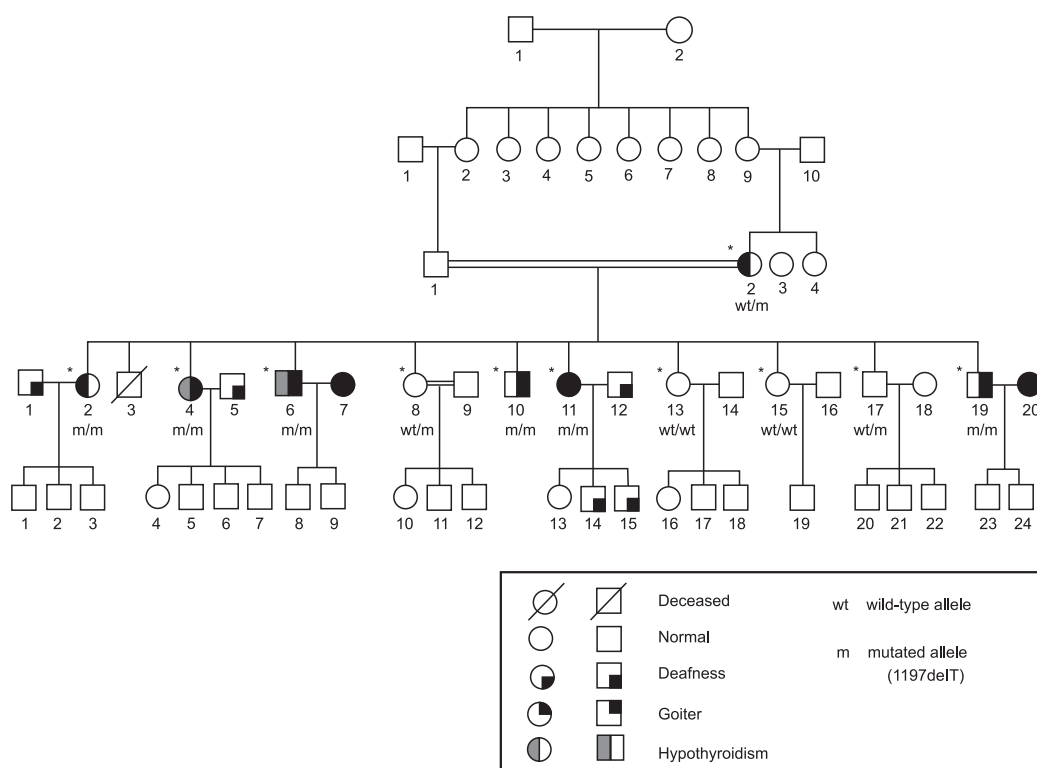 1 2
1 2 3 4 5 6 7 8 9 10
*
1 2 3 4
wt/m
* * * * * * * * *
1 2 3 4 5 6 7 8 9 10 11 12 13 14 15 16 17 18 19 20
m/m m/m m/m wt/m m/m m/m wt/wt wt/wt wt/m m/m
1 2 3 4 5 6 7 8 9 10 11 12 13 14 15 16 17 18 19 20 21 22 23 24
Deceased wt wild-type allele
Normal m mutated allele
(1197delT)
Deafness
Goiter
Hypothyroidism